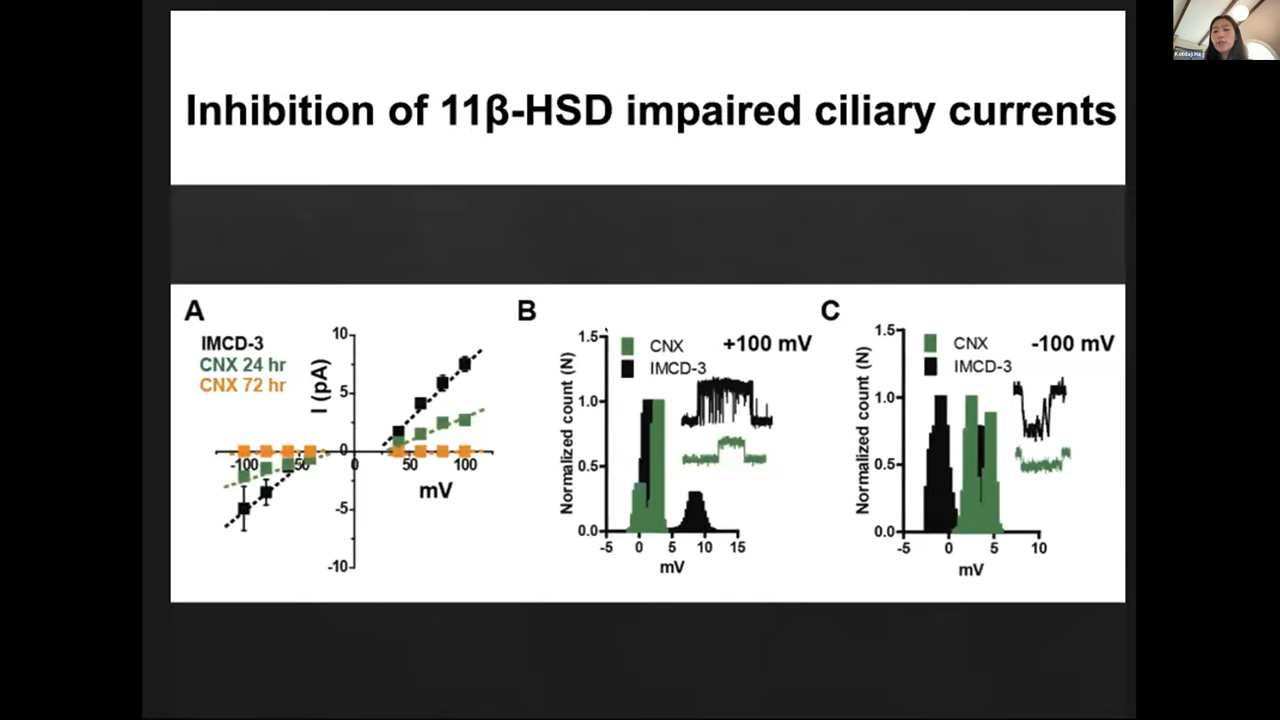 Inhibition of 11β-HSD impaired ciliary currents
A
IMCD-3
CNX 24 hr
CNX 72 hr
I (pA)
10
5
0
-5
-10
-100
50
0
50
100
mV
B
CNX
IMCD-3
+100 mV
Normalized count (N)
1.5
1.0
0.5
0.0
-5 0 5 10 15
mV
C
CNX
IMCD-3
-100 mV
Normalized count (N)
1.5
1.0
0.5
0.0
-5 0 5 10
mV